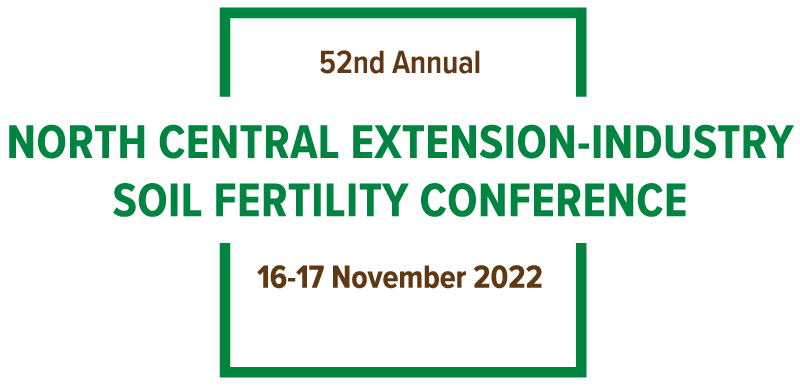 52nd Annual
NORTH CENTRAL EXTENSION-INDUSTRY
SOIL FERTILITY CONFERENCE
16-17 November 2022